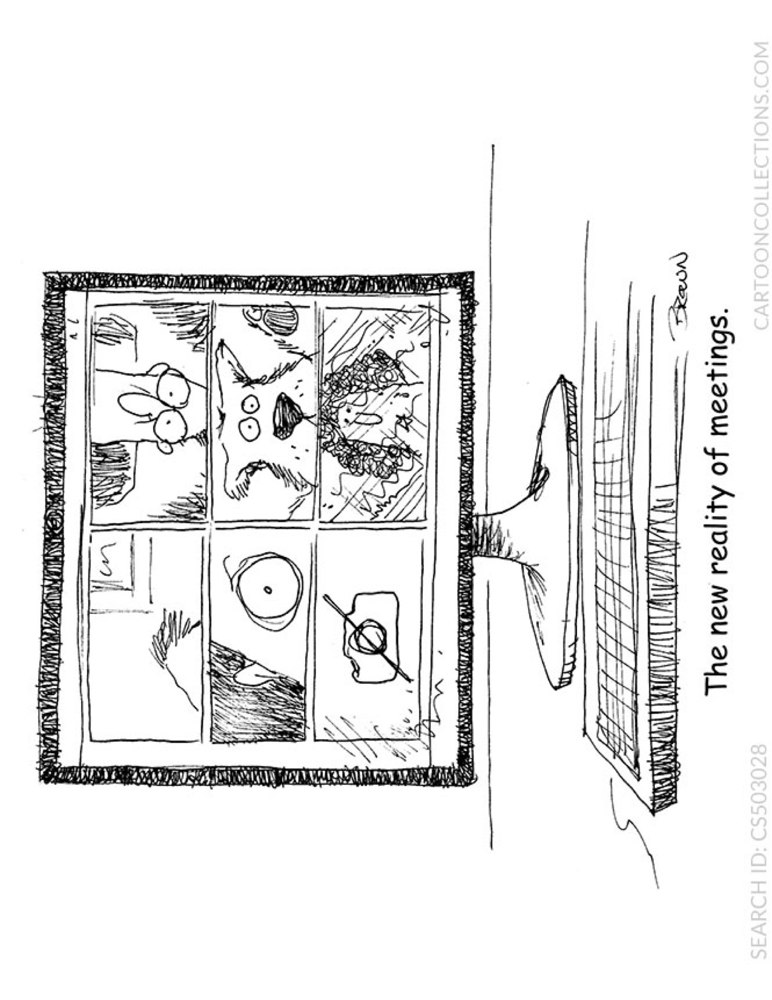 Brown
The new reality of meetings.
SEARCH ID: CS503028
CARTOONCOLLECTIONS.COM